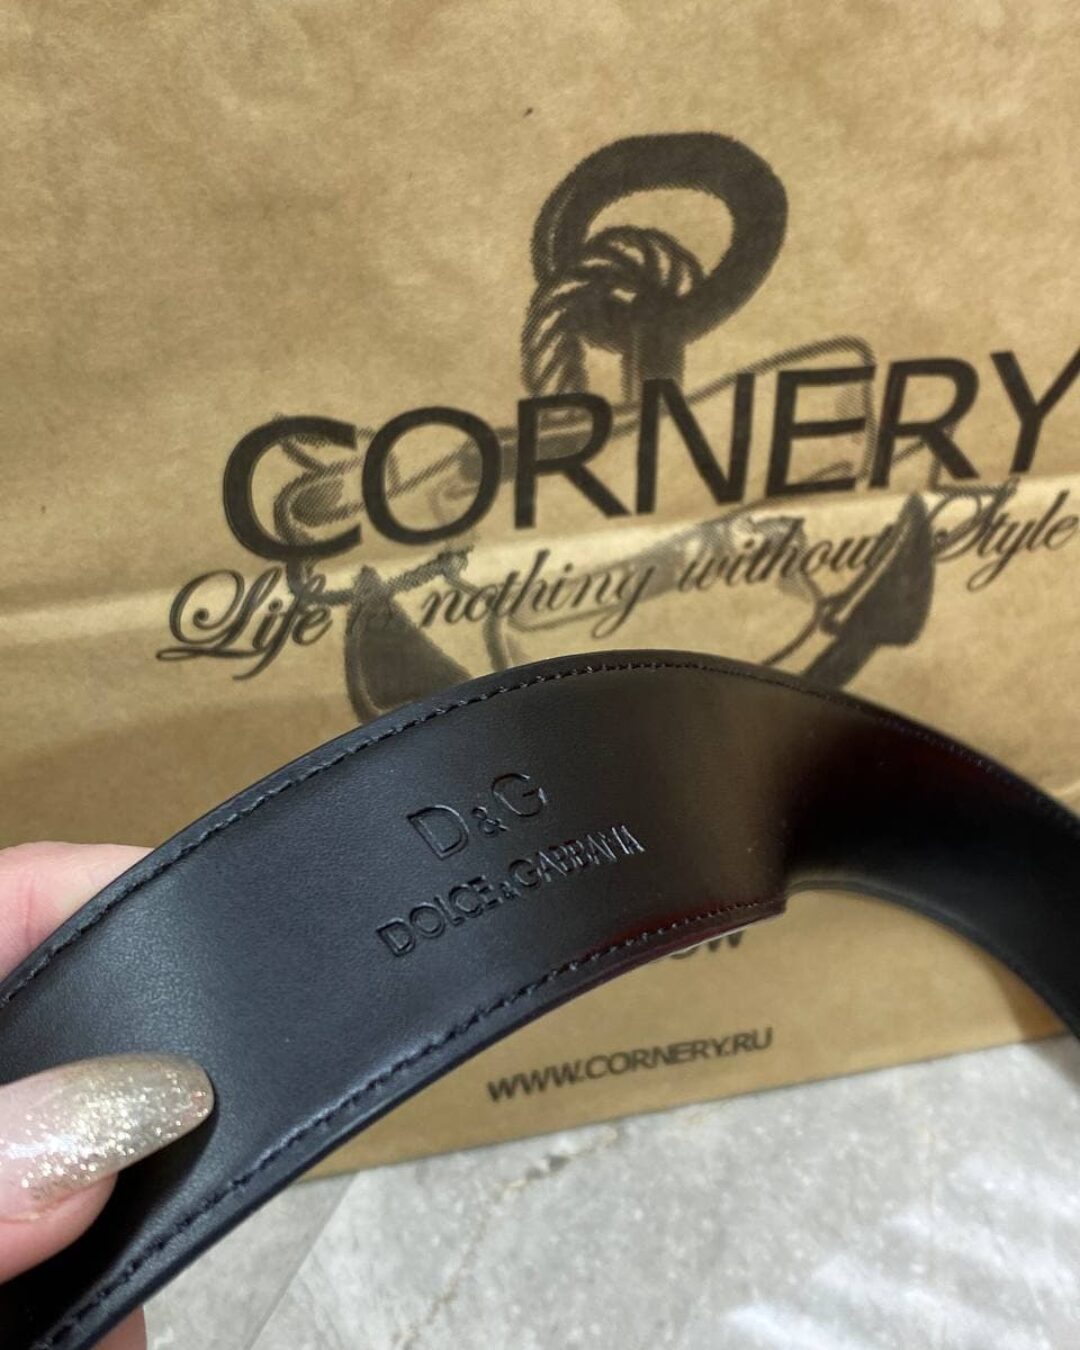 CORNERY
Life is nothing without Style
D&G
DOLCE & GABBANA
WWW.CORNERY.RU